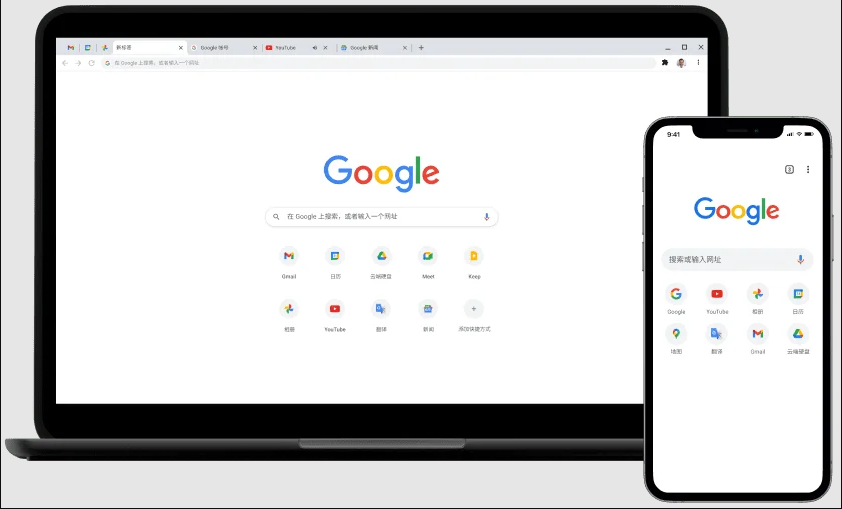 新标签
Google 账号
YouTube
Google 新闻
在 Google 上搜索，或者输入一个网址
Google
在 Google 上搜索，或者输入一个网址
Gmail
日历
云端硬盘
Meet
Keep
相册
YouTube
翻译
新闻
添加快捷方式
9:41
3
Google
搜索或输入网址
Google
YouTube
相册
日历
地图
翻译
Gmail
云端硬盘